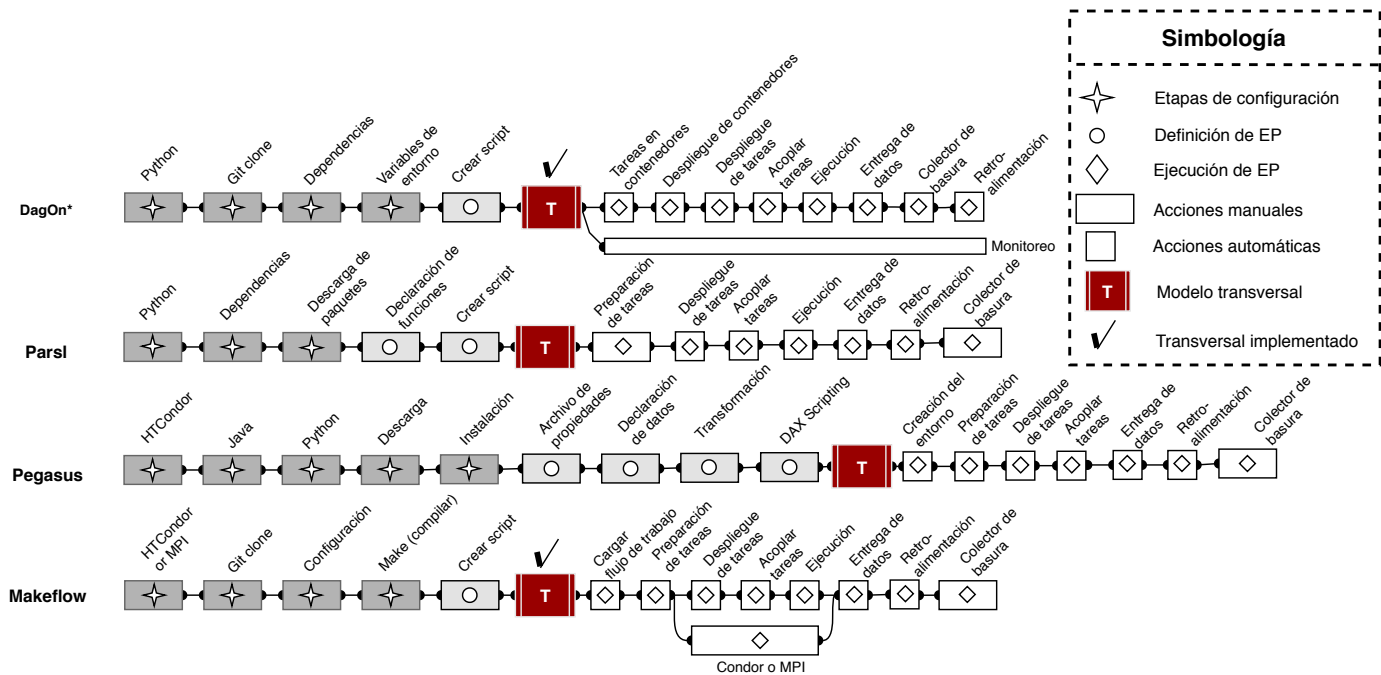 Simbología
Etapas de configuración
Definición de EP
Ejecución de EP
Acciones manuales
Acciones automáticas
T
Modelo transversal
Transversal implementado
DagOn*
Python
Git clone
Dependencias
Variables de
entorno
Crear script
T
Tareas en
contenedores
Despliegue de contenedores
Despliegue
de tareas
Acoplar
tareas
Ejecución
Entrega de
datos
Colector de
basura
Retro-
alimentación
Monitoreo
Parsl
Python
Dependencias
Descarga de
paquetes
Declaración de
funciones
Crear script
T
Preparación
de tareas
Despliegue
de tareas
Acoplar
tareas
Ejecución
Entrega de
datos
Retro-
alimentación
Colector de
basura
Pegasus
HTCondor
Java
Python
Descarga
Instalación
Archivo de
propiedades
Declaración
de datos
Transformación
DAX Scripting
T
Creación del
entorno
Preparación
de tareas
Despliegue
de tareas
Acoplar
tareas
Entrega de
datos
Retro-
alimentación
Colector de
basura
Makeflow
HTCondor
or MPI
Git clone
Configuración
Make (compilar)
Crear script
T
Cargar
flujo de trabajo
Preparación
de tareas
Despliegue
de tareas
Acoplar
tareas
Ejecución
Entrega de
datos
Retro-
alimentación
Colector de
basura
Condor o MPI